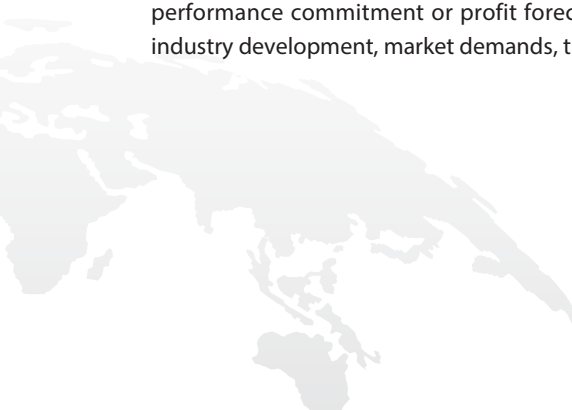 performance commitment or profit forec
industry development, market demands, t